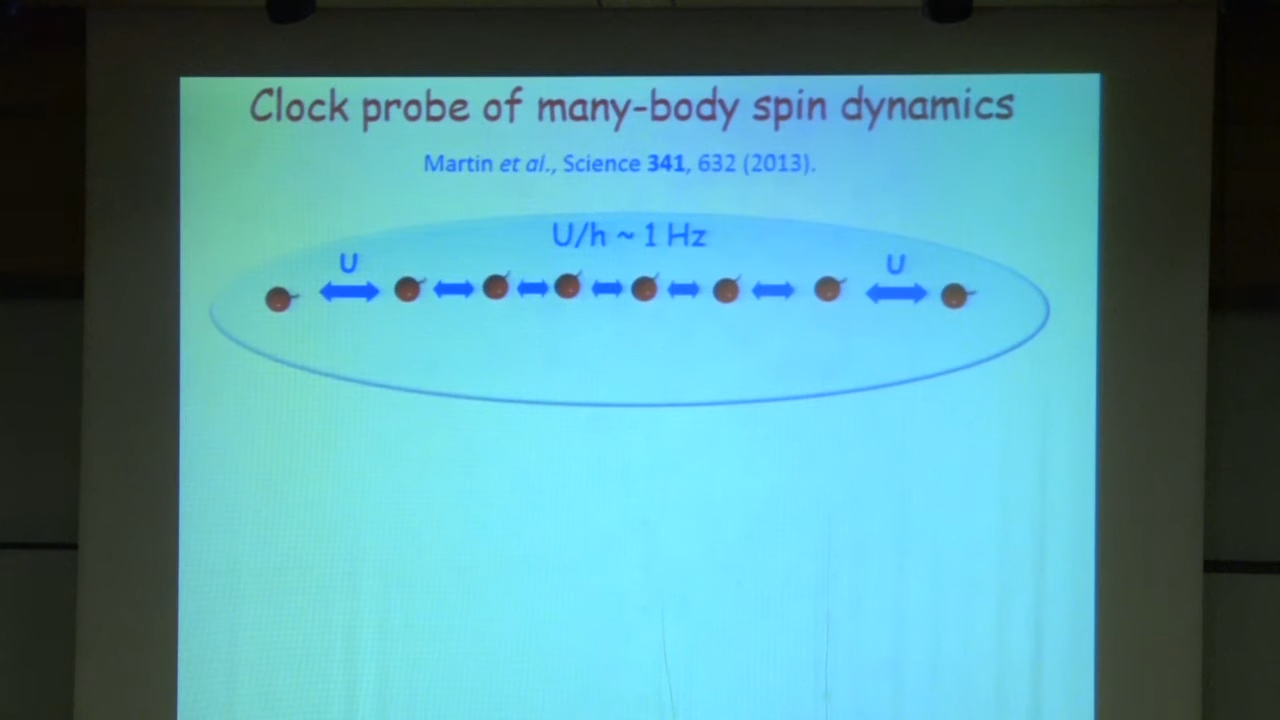 Clock probe of many-body spin dynamics
Martin et al., Science 341, 632 (2013).
U/h ~ 1 Hz
U U